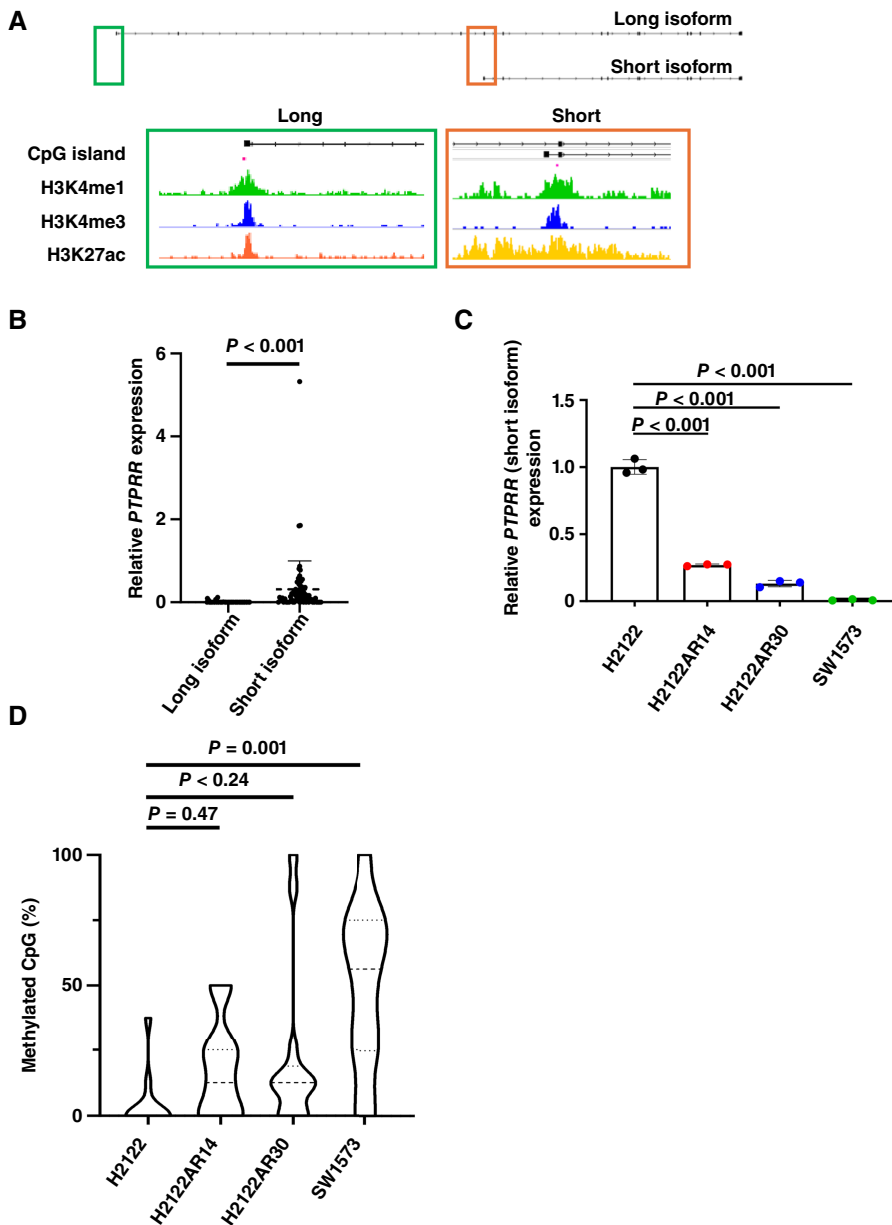 A
Long isoform
Short isoform
Long
Short
CpG island
H3K4me1
H3K4me3
H3K27ac
B
P < 0.001
Relative PTPRR expression
6
4
2
0
Long isoform
Short isoform
C
P < 0.001
P < 0.001
P < 0.001
Relative PTPRR (short isoform)
expression
1.5
1.0
0.5
0
H2122
H2122AR14
H2122AR30
SW1573
D
P = 0.001
P < 0.24
P = 0.47
Methylated CpG (%)
100
50
0
H2122
H2122AR14
H2122AR30
SW1573